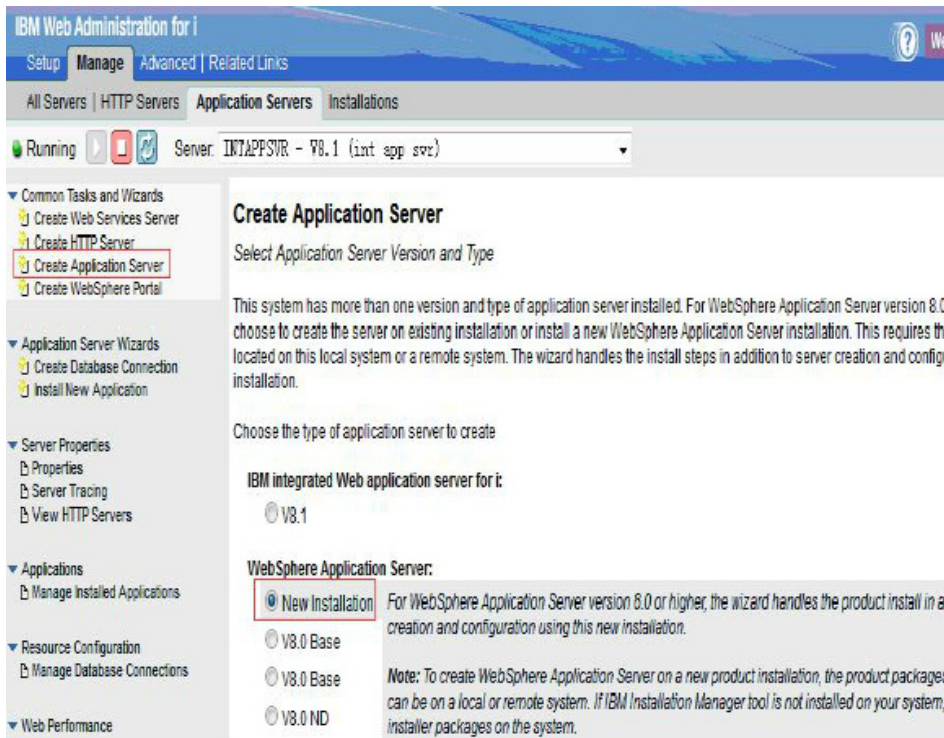 IBM Web Administration for i
Setup Manage Advanced | Related Links
All Servers | HTTP Servers Application Servers Installations
Running Server: INTAPPSVR - V8.1 (int app svr)
Common Tasks and Wizards
Create Web Services Server
Create HTTP Server
Create Application Server
Create WebSphere Portal
Application Server Wizards
Create Database Connection
Install New Application
Server Properties
Properties
Server Tracing
View HTTP Servers
Applications
Manage Installed Applications
Resource Configuration
Manage Database Connections
Web Performance
Create Application Server
Select Application Server Version and Type
This system has more than one version and type of application server installed. For WebSphere Application Server version 8.0
choose to create the server on existing installation or install a new WebSphere Application Server installation. This requires th
located on this local system or a remote system. The wizard handles the install steps in addition to server creation and config
installation.
Choose the type of application server to create
IBM integrated Web application server for i:
V8.1
WebSphere Application Server:
New Installation
V8.0 Base
V8.0 Base
V8.0 ND
For WebSphere Application Server version 8.0 or higher, the wizard handles the product install in a
creation and configuration using this new installation.
Note: To create WebSphere Application Server on a new product installation, the product packages
can be on a local or remote system. If IBM Installation Manager tool is not installed on your system,
installer packages on the system.